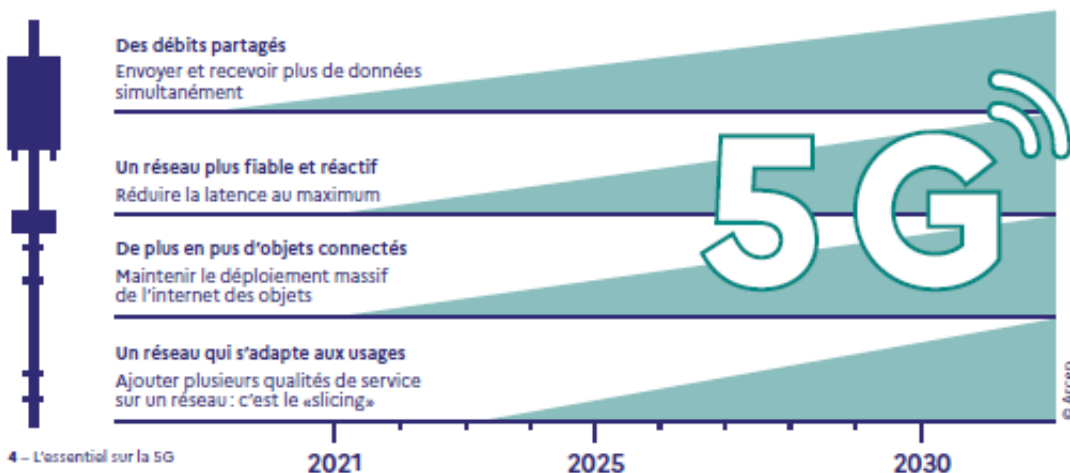 Des débits partagés
Envoyer et recevoir plus de données
simultanément
Un réseau plus fiable et réactif
Réduire la latence au maximum
De plus en pus d'objets connectés
Maintenir le déploiement massif
de l'internet des objets
Un réseau qui s'adapte aux usages
Ajouter plusieurs qualités de service
sur un réseau : c'est le «slicing»
5G
© Arcep
4 – L'essentiel sur la 5G
2021
2025
2030